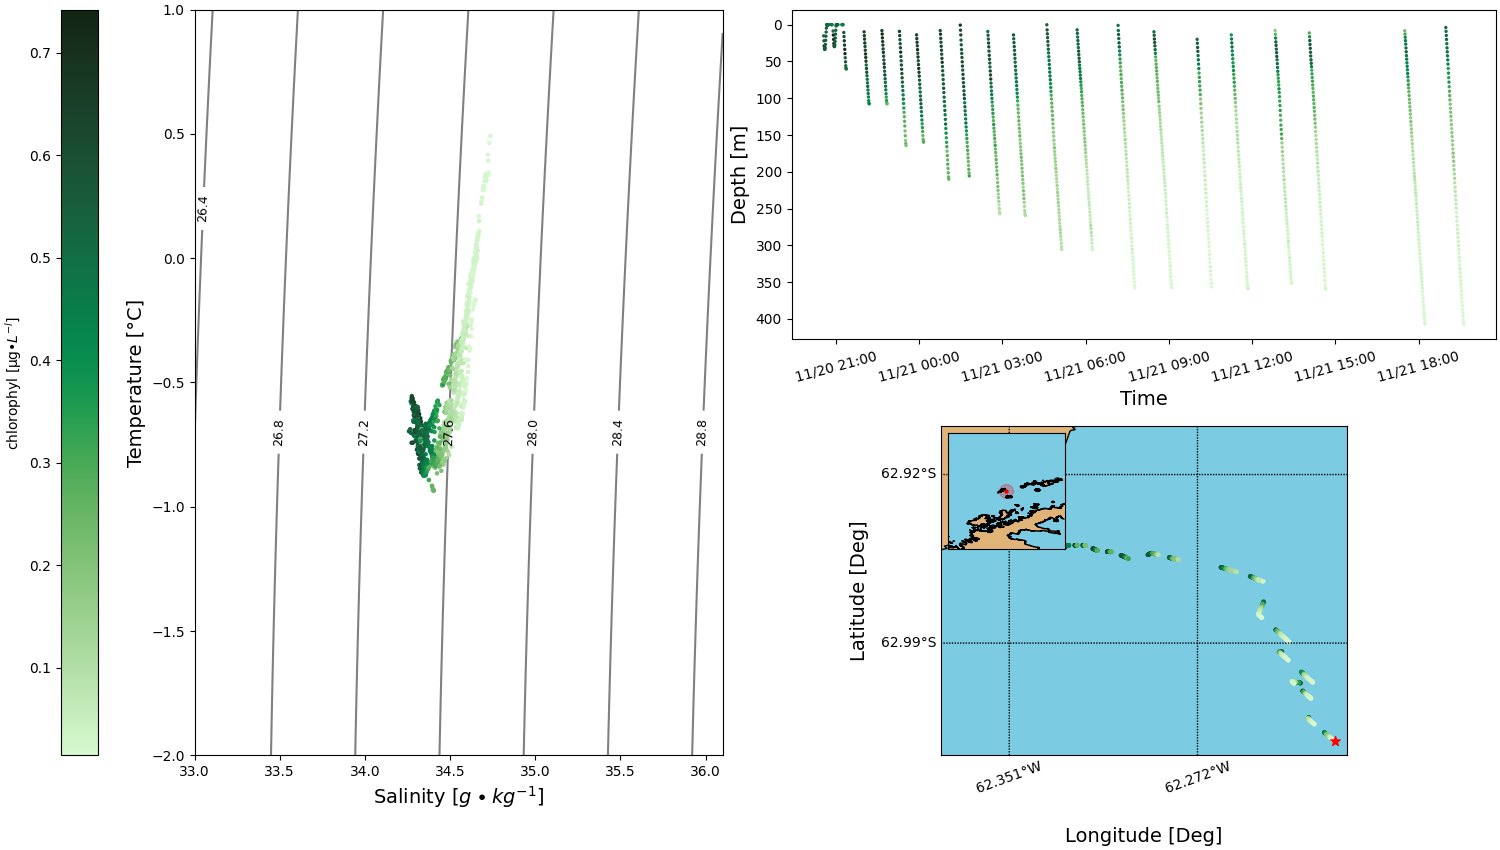 chlorophyl [µg•L⁻ˡ]
0.7
0.6
0.5
0.4
0.3
0.2
0.1
Temperature [°C]
1.0
0.5
0.0
−0.5
−1.0
−1.5
−2.0
26.4
26.8
27.2
27.6
28.0
28.4
28.8
33.0 33.5 34.0 34.5 35.0 35.5 36.0
Salinity [g • kg⁻¹]
Depth [m]
0
50
100
150
200
250
300
350
400
11/20 21:00 11/21 00:00 11/21 03:00 11/21 06:00 11/21 09:00 11/21 12:00 11/21 15:00 11/21 18:00
Time
Latitude [Deg]
62.92°S
62.99°S
62.351°W 62.272°W
Longitude [Deg]